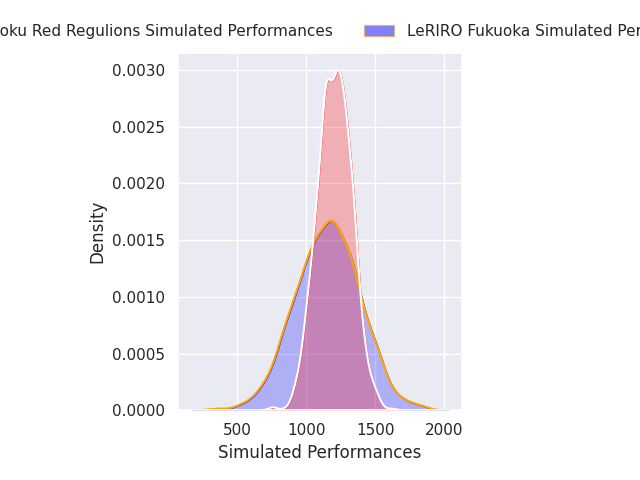 oku Red Regulions Simulated Performances
LeRIRO Fukuoka Simulated Per
0.0030
0.0025
0.0020
0.0015
0.0010
0.0005
0.0000
Density
500 1000 1500 2000
Simulated Performances